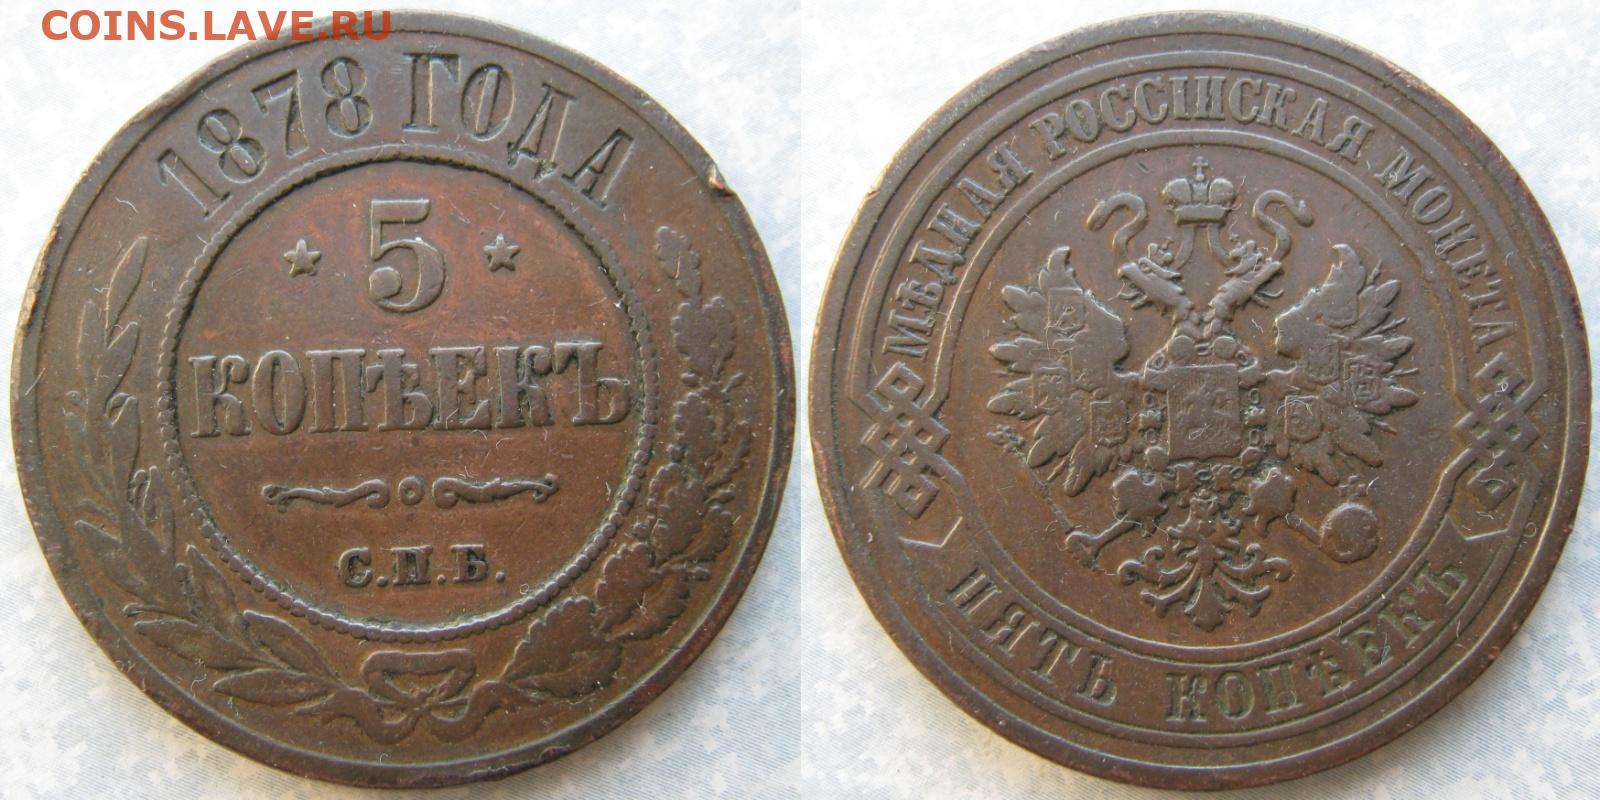 COINS.LAVE.RU
1878 ГОДА
5
КОПѢЕКЪ
С.П.Б.
МѢДНАЯ РОССІЙСКАЯ МОНЕТА
ПЯТЬ КОПѢЕКЪ